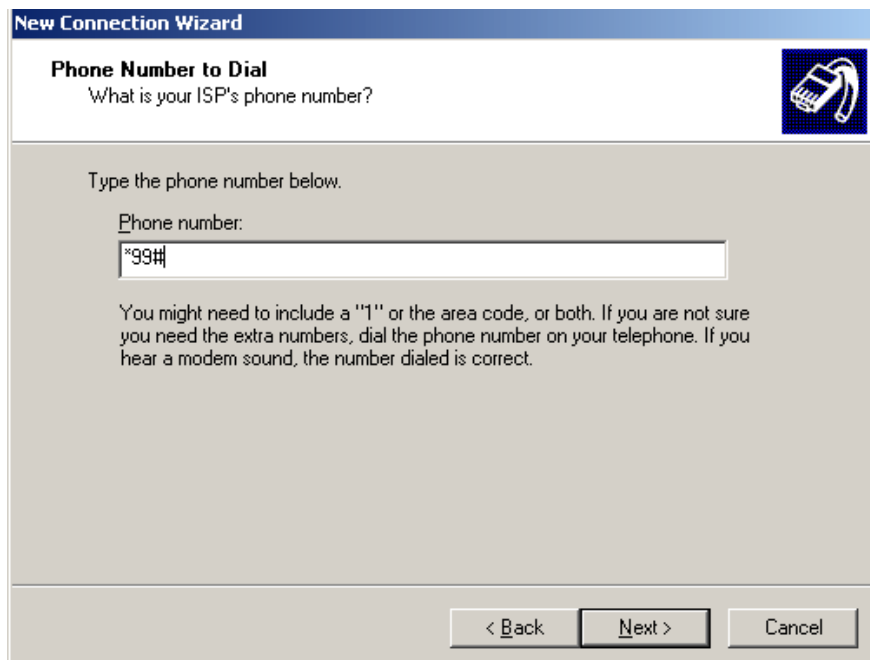 New Connection Wizard
Phone Number to Dial
What is your ISP's phone number?
Type the phone number below.
Phone number:
*99#
You might need to include a "1" or the area code, or both. If you are not sure
you need the extra numbers, dial the phone number on your telephone. If you
hear a modem sound, the number dialed is correct.
< Back
Next >
Cancel